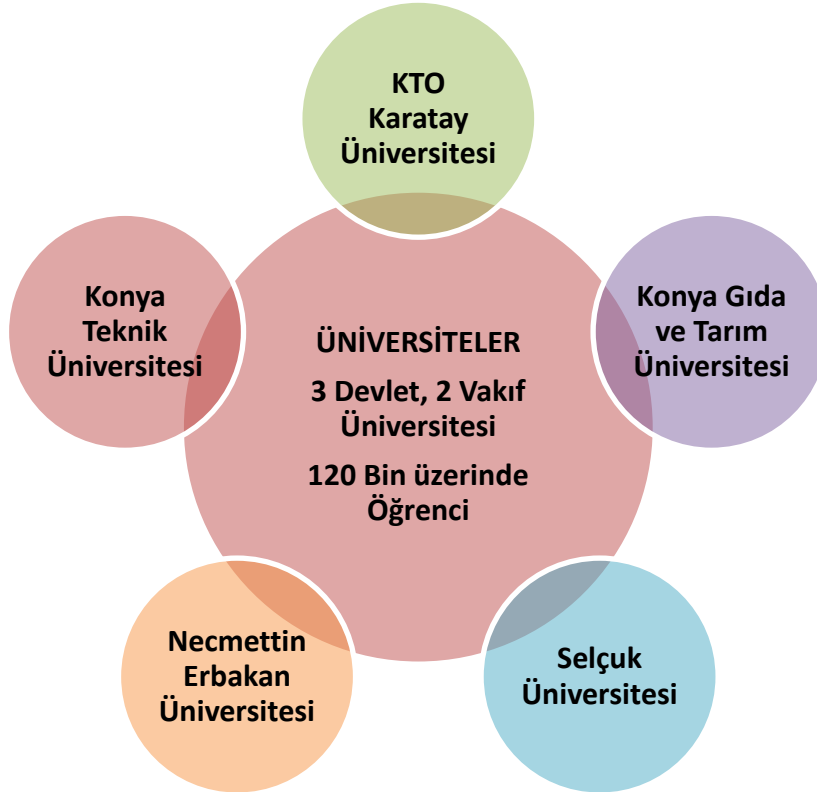 KTO
Karatay
Üniversitesi
Konya
Teknik
Üniversitesi
Konya Gıda
ve Tarım
Üniversitesi
ÜNİVERSİTELER
3 Devlet, 2 Vakıf
Üniversitesi
120 Bin üzerinde
Öğrenci
Necmettin
Erbakan
Üniversitesi
Selçuk
Üniversitesi